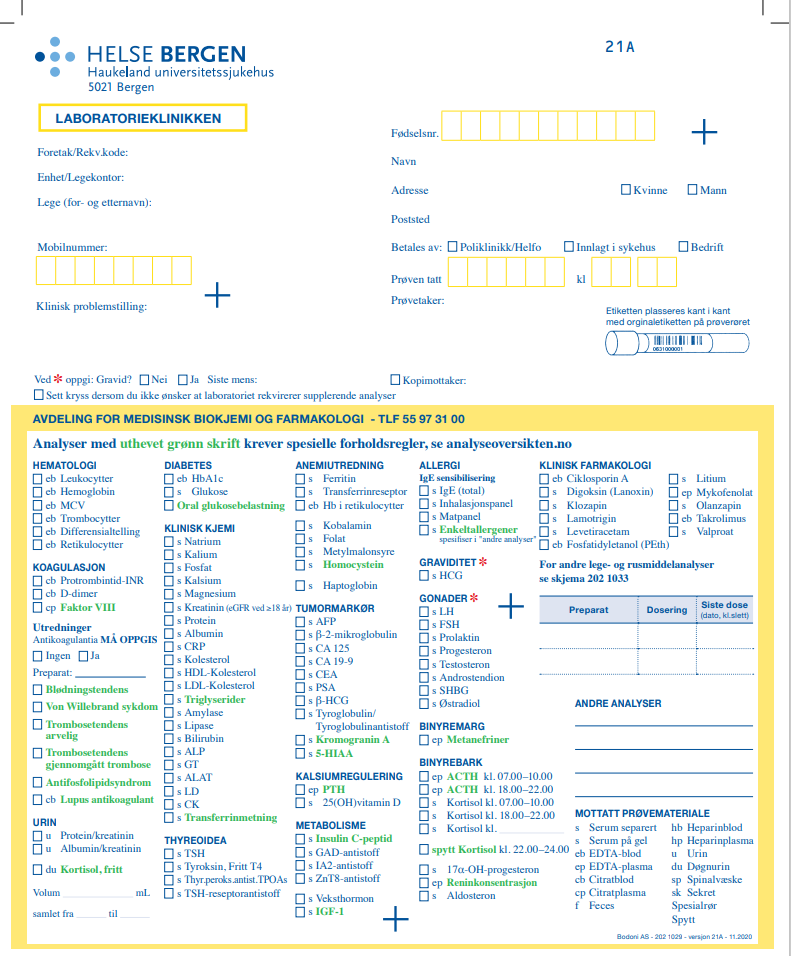 21A
HELSE BERGEN
Haukeland universitetssjukehus
5021 Bergen
LABORATORIEKLINIKKEN
Foretak/Rekv.kode:
Enhet/Legekontor:
Lege (for- og etternavn):
Mobilnummer:
Klinisk problemstilling:
Fødselsnr.
Navn
Adresse
Kvinne
Mann
Poststed
Betales av:
Poliklinikk/Helfo
Innlagt i sykehus
Bedrift
Prøven tatt
kl
Prøvetaker:
Etiketten plasseres kant i kant
med orginaletiketten på prøverøret
0631000001
Ved * oppgi: Gravid? Nei Ja Siste mens:
Kopimottaker:
Sett kryss dersom du ikke ønsker at laboratoriet rekvirerer supplerende analyser
AVDELING FOR MEDISINSK BIOKJEMI OG FARMAKOLOGI - TLF 55 97 31 00
Analyser med uthevet grønn skrift krever spesielle forholdsregler, se analyseoversikten.no
HEMATOLOGI
eb Leukocytter
eb Hemoglobin
eb MCV
eb Trombocytter
eb Differensialtelling
eb Retikulocytter
KOAGULASJON
cb Protrombintid-INR
cb D-dimer
cp Faktor VIII
Utredninger
Antikoagulantia MÅ OPPGIS
Ingen Ja
Preparat:
Blødningstendens
Von Willebrand sykdom
Trombosetendens
arvelig
Trombosetendens
gjennomgått trombose
Antifosfolipidsyndrom
cb Lupus antikoagulant
URIN
u Protein/kreatinin
u Albumin/kreatinin
du Kortisol, fritt
Volum mL
samlet fra til
DIABETES
eb HbA1c
s Glukose
Oral glukosebelastning
KLINISK KJEMI
s Natrium
s Kalium
s Fosfat
s Kalsium
s Magnesium
s Kreatinin (eGFR ved ≥18 år)
s Protein
s Albumin
s CRP
s Kolesterol
s HDL-Kolesterol
s LDL-Kolesterol
s Triglyserider
s Amylase
s Lipase
s Bilirubin
s ALP
s GT
s ALAT
s LD
s CK
s Transferrinmetning
THYREOIDEA
s TSH
s Tyroksin, Fritt T4
s Thyr.peroks.antist.TPOAs
s TSH-reseptorantistoff
ANEMIUTREDNING
s Ferritin
s Transferrinreseptor
eb Hb i retikulocytter
s Kobalamin
s Folat
s Metylmalonsyre
s Homocystein
s Haptoglobin
TUMORMARKØR
s AFP
s β-2-mikroglobulin
s CA 125
s CA 19-9
s CEA
s PSA
s β-HCG
s Tyroglobulin/
Tyroglobulinantistoff
s Kromogranin A
s 5-HIAA
KALSIUMREGULERING
ep PTH
s 25(OH)vitamin D
METABOLISME
s Insulin C-peptid
s GAD-antistoff
s IA2-antistoff
s ZnT8-antistoff
s Veksthormon
s IGF-1
ALLERGI
IgE sensibilisering
s IgE (total)
s Inhalasjonspanel
s Matpanel
s Enkeltallergener
spesifiser i "andre analyser"
GRAVIDITET *
s HCG
GONADER *
s LH
s FSH
s Prolaktin
s Progesteron
s Testosteron
s Androstendion
s SHBG
s Østradiol
BINYREMARG
ep Metanefriner
BINYREBARK
ep ACTH kl. 07.00–10.00
ep ACTH kl. 18.00–22.00
s Kortisol kl. 07.00–10.00
s Kortisol kl. 18.00–22.00
s Kortisol kl.
spytt Kortisol kl. 22.00–24.00
s 17α-OH-progesteron
ep Reninkonsentrasjon
s Aldosteron
KLINISK FARMAKOLOGI
eb Ciklosporin A
s Digoksin (Lanoxin)
s Klozapin
s Lamotrigin
s Levetiracetam
eb Fosfatidyletanol (PEth)
s Litium
ep Mykofenolat
s Olanzapin
eb Takrolimus
s Valproat
For andre lege- og rusmiddelanalyser
se skjema 202 1033
Preparat
Dosering
Siste dose
(dato, kl.slett)
ANDRE ANALYSER
MOTTATT PRØVEMATERIALE
s Serum separert
s Serum på gel
eb EDTA-blod
ep EDTA-plasma
cb Citratblod
cp Citratplasma
f Feces
hb Heparinblod
hp Heparinplasma
u Urin
du Døgnurin
sp Spinalvæske
sk Sekret
Spesialrør
Spytt
Bodoni AS - 202 1029 - versjon 21A - 11.2020